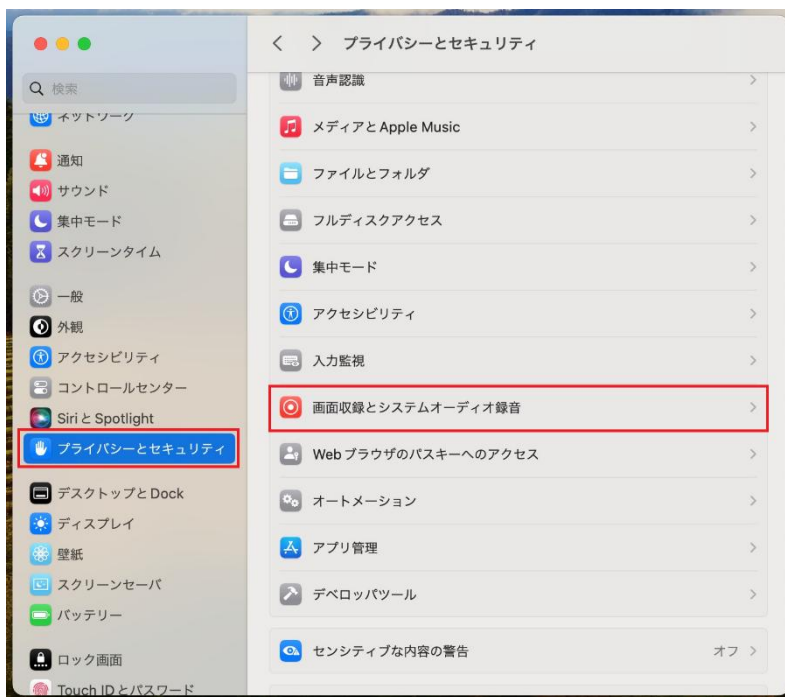 プライバシーとセキュリティ
検索
ネットワーク
通知
サウンド
集中モード
スクリーンタイム
一般
外観
アクセシビリティ
コントロールセンター
Siri と Spotlight
プライバシーとセキュリティ
デスクトップと Dock
ディスプレイ
壁紙
スクリーンセーバ
バッテリー
ロック画面
Touch ID とパスワード
音声認識
メディアと Apple Music
ファイルとフォルダ
フルディスクアクセス
集中モード
アクセシビリティ
入力監視
画面収録とシステムオーディオ録音
Web ブラウザのパスキーへのアクセス
オートメーション
アプリ管理
デベロッパツール
センシティブな内容の警告 オフ